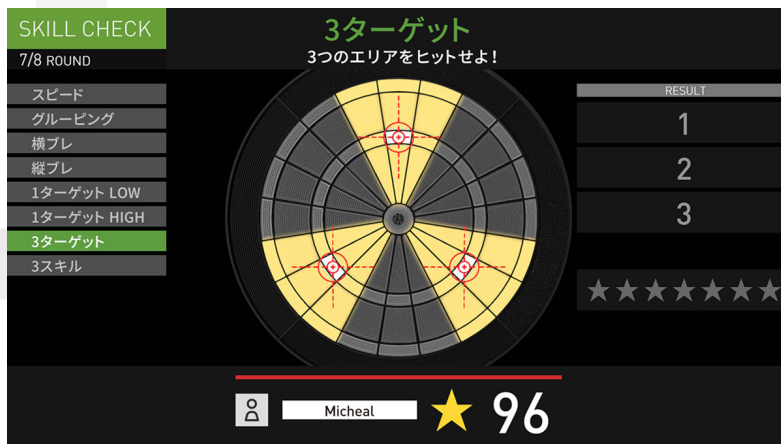 SKILL CHECK
7/8 ROUND
3ターゲット
3つのエリアをヒットせよ!
スピード
グルーピング
横ブレ
縦ブレ
1ターゲット LOW
1ターゲット HIGH
3ターゲット
3スキル
RESULT
1
2
3
Micheal
96